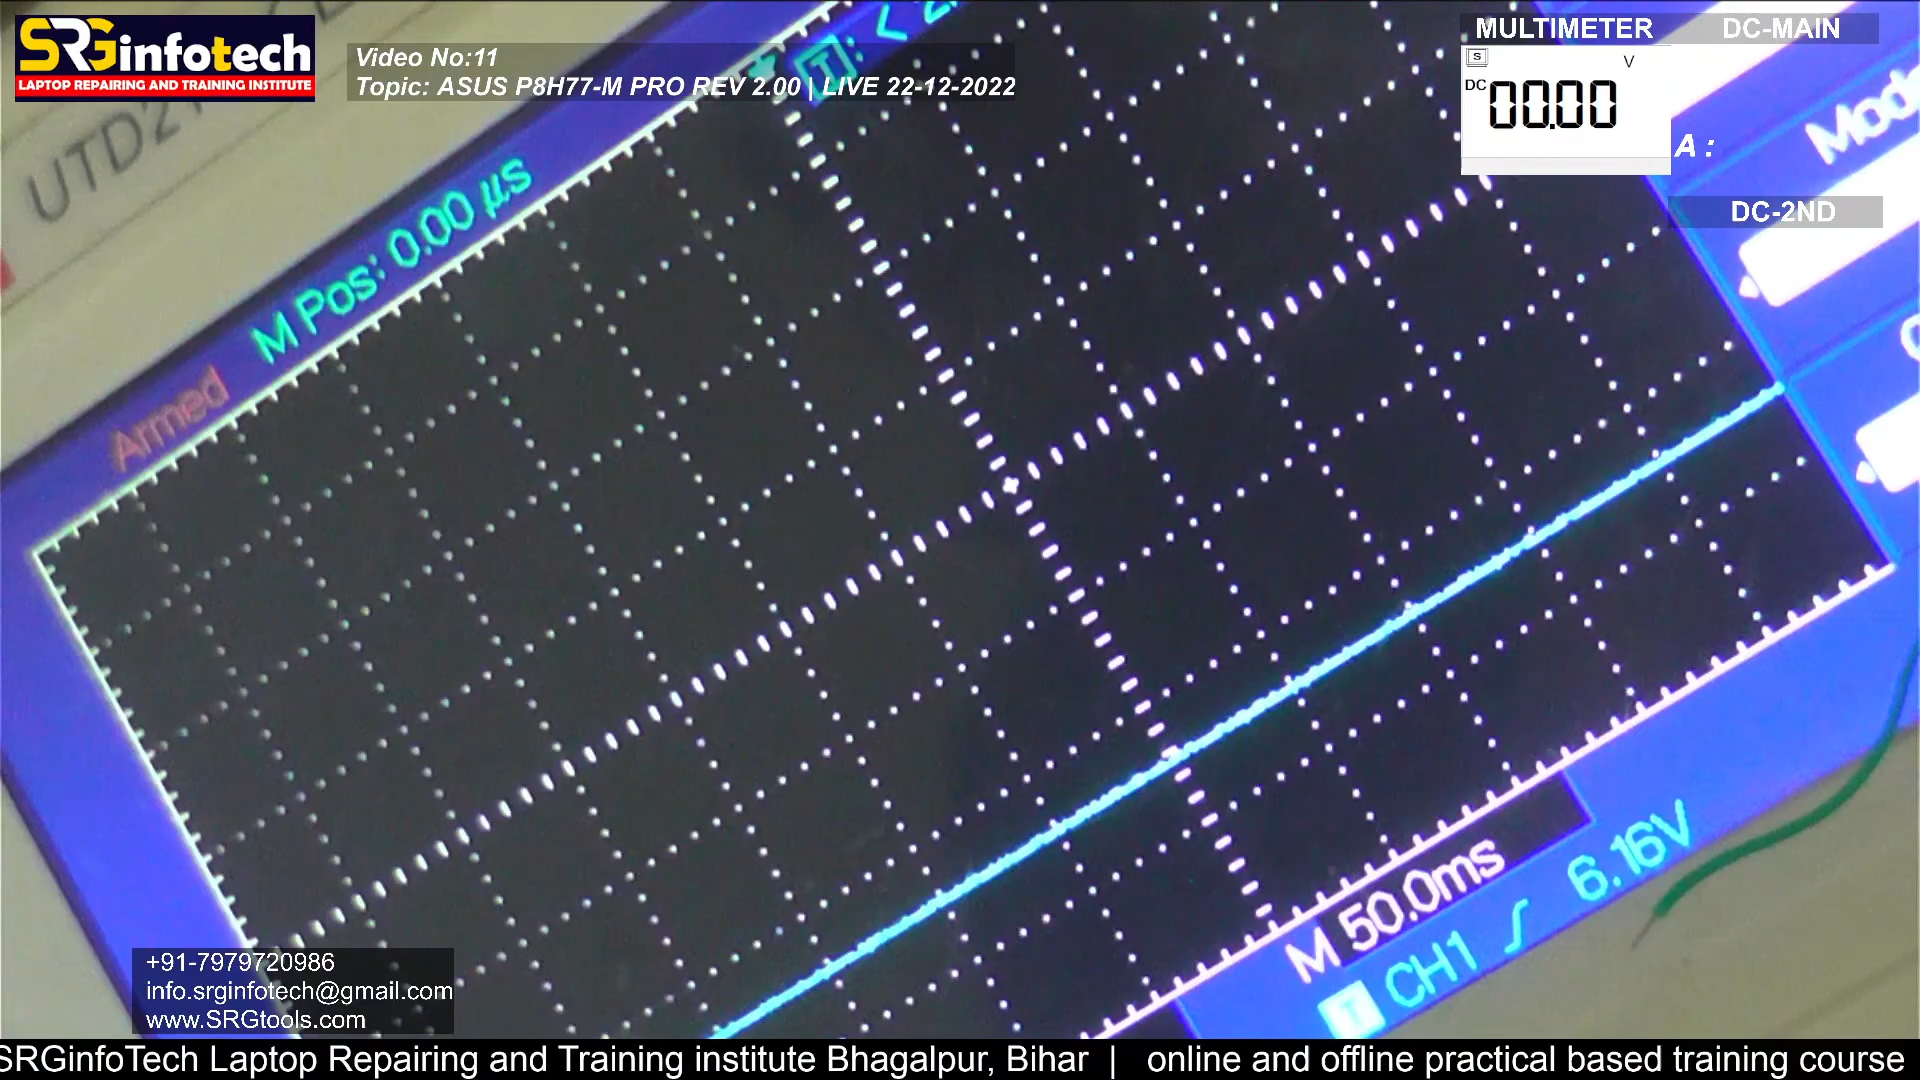 SRGinfotech
LAPTOP REPAIRING AND TRAINING INSTITUTE
Video No:11
Topic: ASUS P8H77-M PRO REV 2.00 | LIVE 22-12-2022
MULTIMETER
DC-MAIN
S
V
DC
00.00
A :
DC-2ND
UTD21
Armed
M Pos: 0.00 µs
T: < 2
Mode
M 50.0ms
T CH1
6.16V
+91-7979720986
info.srginfotech@gmail.com
www.SRGtools.com
SRGinfoTech Laptop Repairing and Training institute Bhagalpur, Bihar | online and offline practical based training course